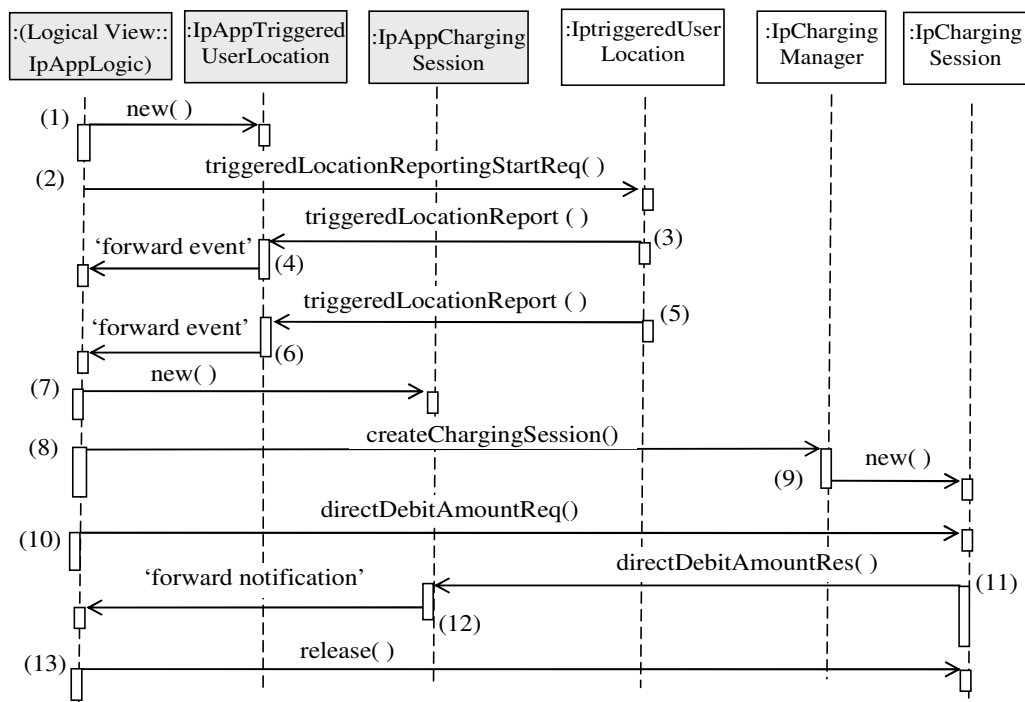 :(Logical View::
IpAppLogic)
:IpAppTriggered
UserLocation
:IpAppCharging
Session
:IptriggeredUser
Location
:IpCharging
Manager
:IpCharging
Session
(1)
new( )
(2)
triggeredLocationReportingStartReq( )
triggeredLocationReport ( )
(3)
‘forward event’
(4)
triggeredLocationReport ( )
(5)
‘forward event’
(6)
(7)
new( )
(8)
createChargingSession()
(9)
new( )
(10)
directDebitAmountReq()
directDebitAmountRes( )
(11)
‘forward notification’
(12)
(13)
release( )